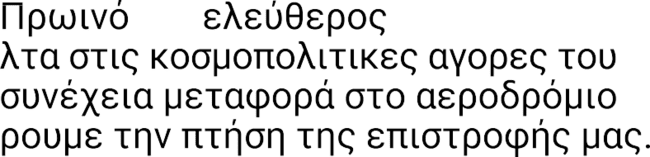 Πρωινό ελεύθερος
λτα στις κοσμοπολιτικες αγορες του
συνέχεια μεταφορά στο αεροδρόμιο
ρουμε την πτήση της επιστροφής μας.